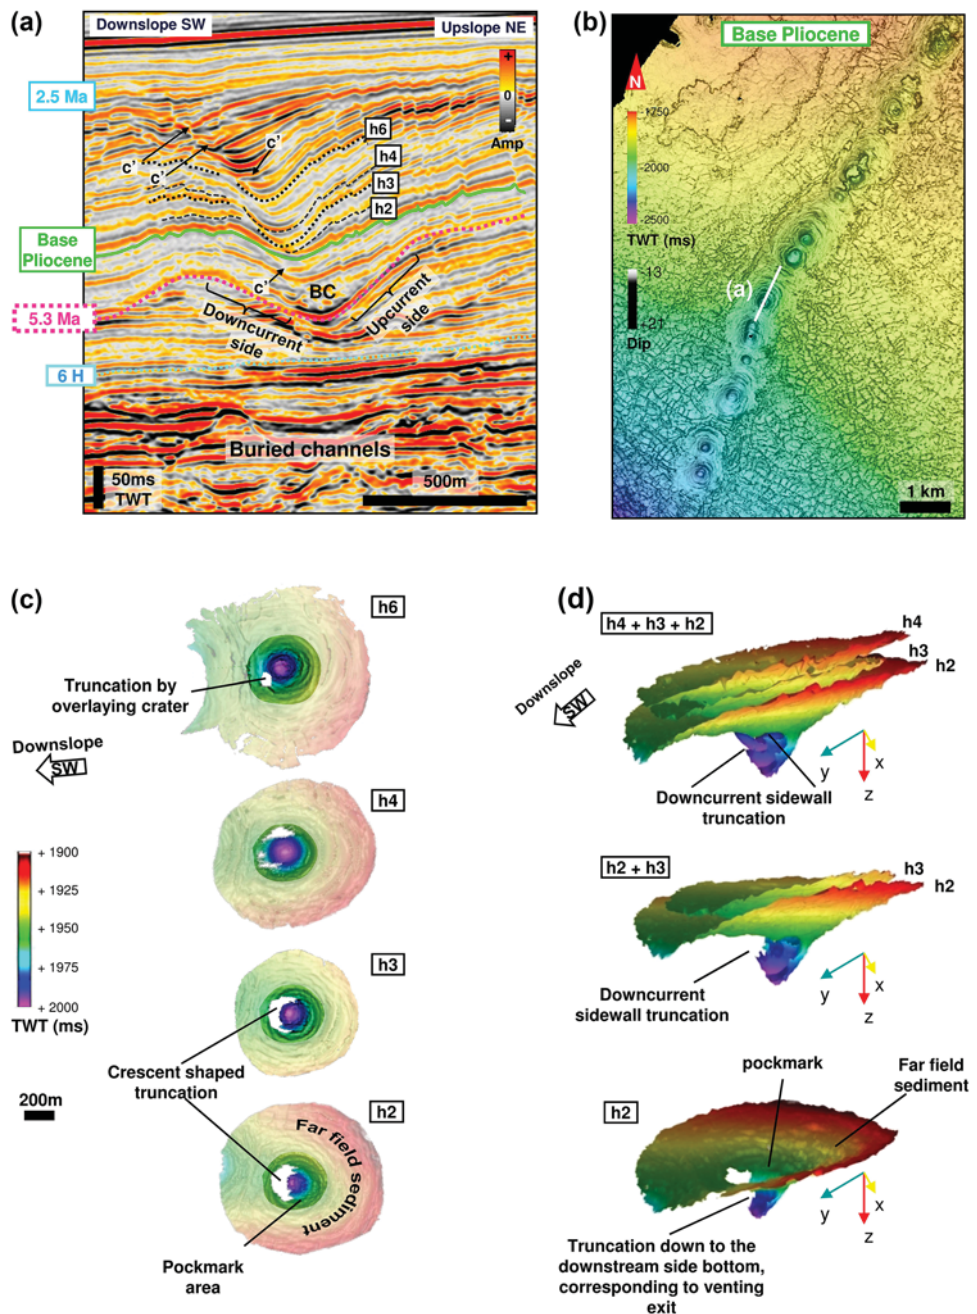 (a)
Downslope SW
Upslope NE
+
0
-
Amp
2.5 Ma
c'
c'
c'
h6
h4
h3
h2
Base
Pliocene
c'
BC
5.3 Ma
Downcurrent
side
Upcurrent
side
6 H
Buried channels
50ms
TWT
500m
(b)
Base Pliocene
N
-1750
-2000
-2500
TWT (ms)
13
-21
Dip
(a)
1 km
(c)
h6
Truncation by
overlaying crater
Downslope
SW
h4
+ 1900
+ 1925
+ 1950
+ 1975
+ 2000
TWT (ms)
h3
Crescent shaped
truncation
200m
h2
Far field sediment
Pockmark
area
(d)
h4 + h3 + h2
h4
h3
h2
Downslope
SW
y
x
z
Downcurrent sidewall
truncation
h2 + h3
h3
h2
y
x
z
Downcurrent
sidewall truncation
pockmark
Far field
sediment
h2
y
x
z
Truncation down to the
downstream side bottom,
corresponding to venting
exit